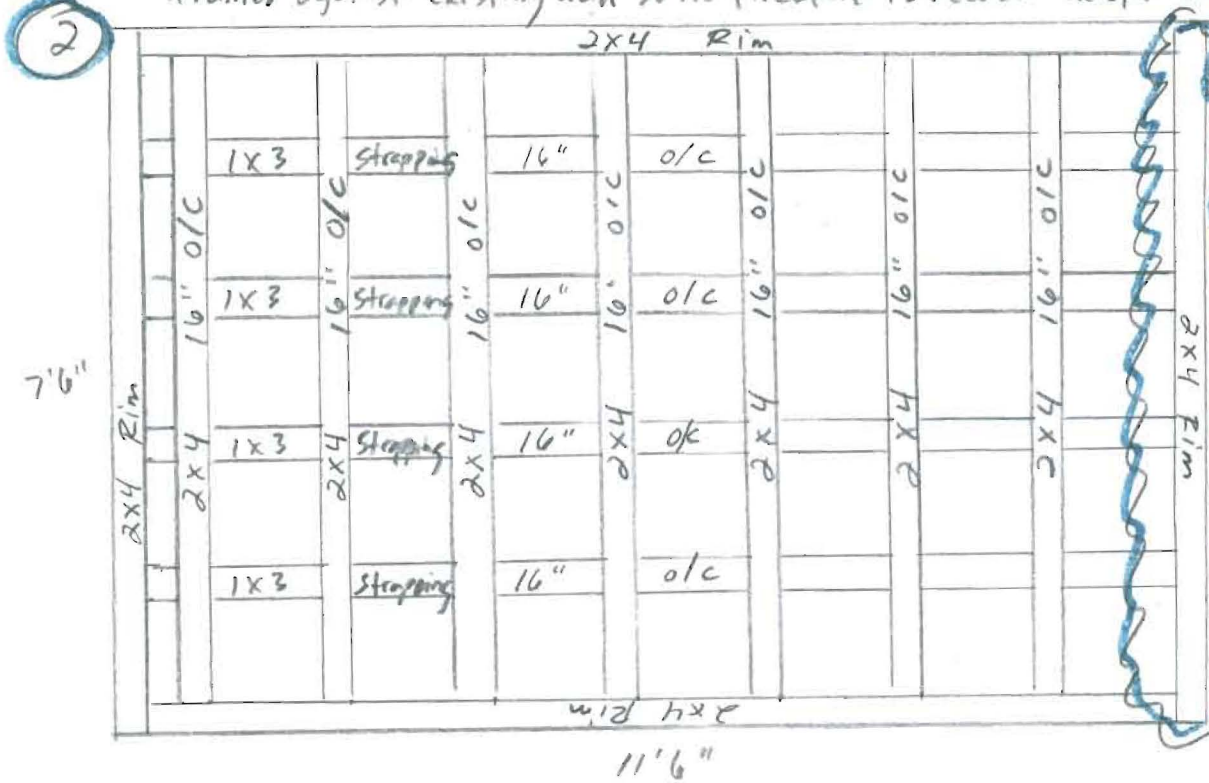 2
2x4 Rim
1x3 Strapping 16" o/c
1x3 Strapping 16" o/c
1x3 Strapping 16" o/c
1x3 Strapping 16" o/c
2x4 16" o/c
2x4 16" o/c
2x4 16" o/c
2x4 16" o/c
2x4 16" o/c
2x4 16" o/c
2x4 16" o/c
7'6"
2x4 Rim
2x4 Rim
2x4 Rim
11'6"